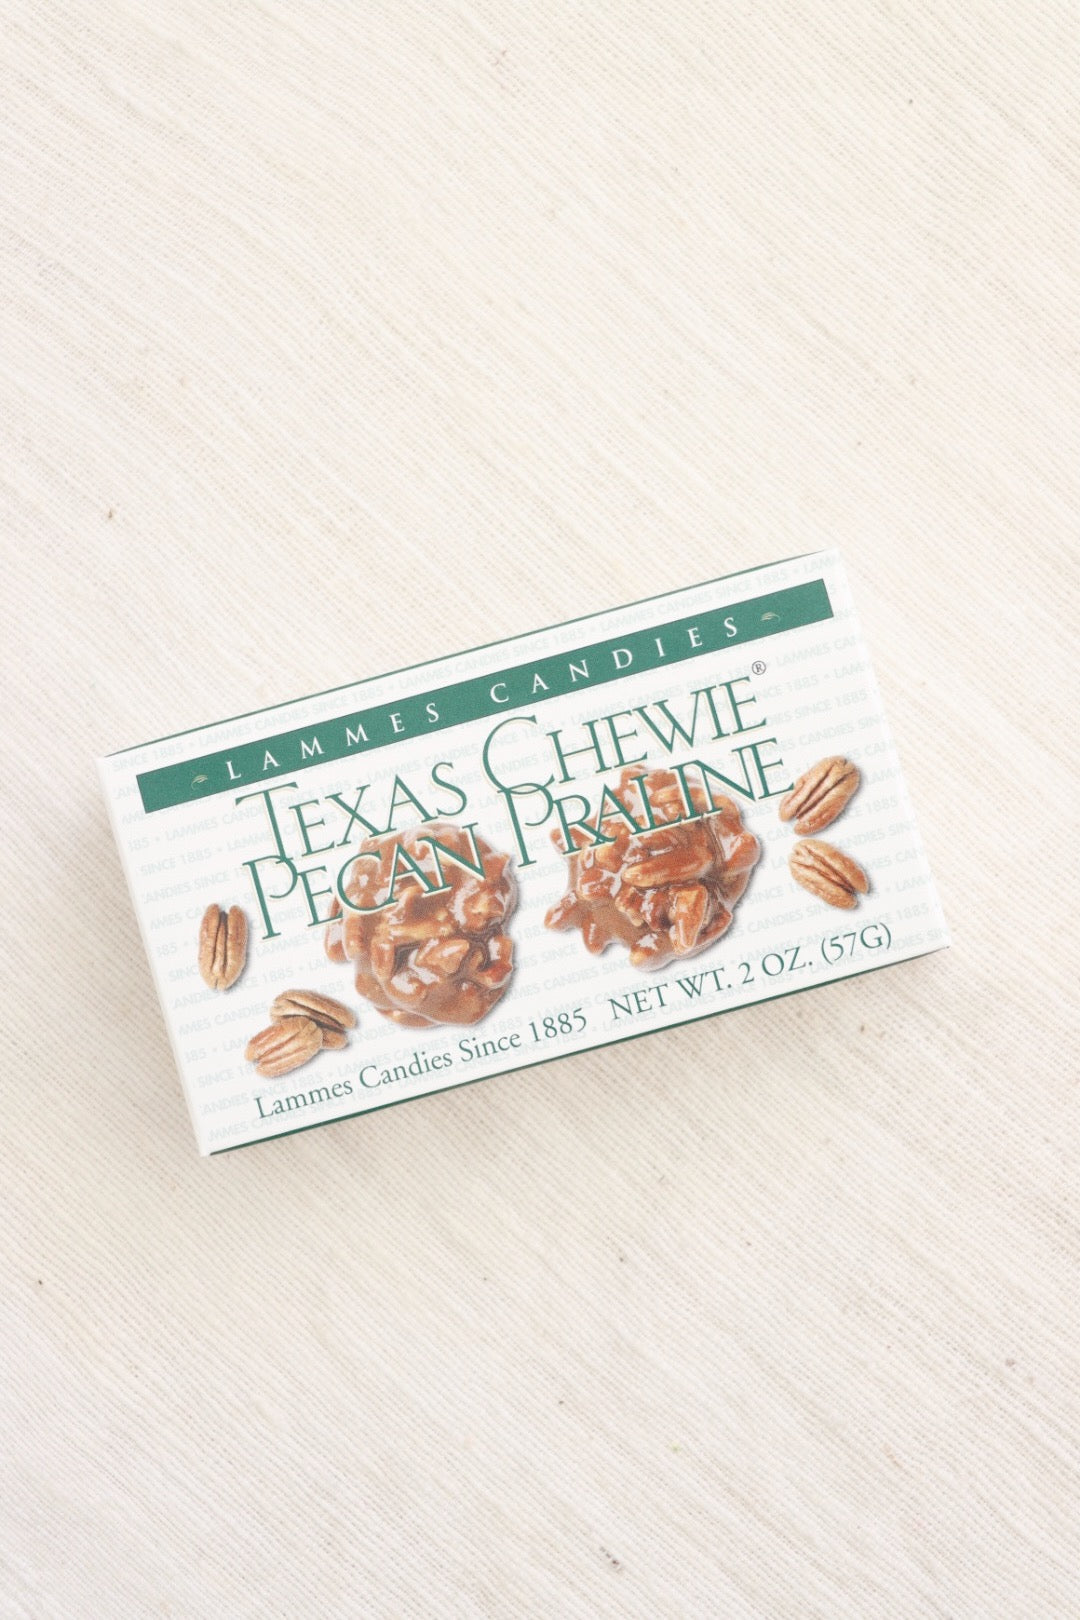 LAMMES CANDIES
TEXAS CHEWIE®
PECAN PRALINE
Lammes Candies Since 1885 NET WT. 2 OZ. (57G)